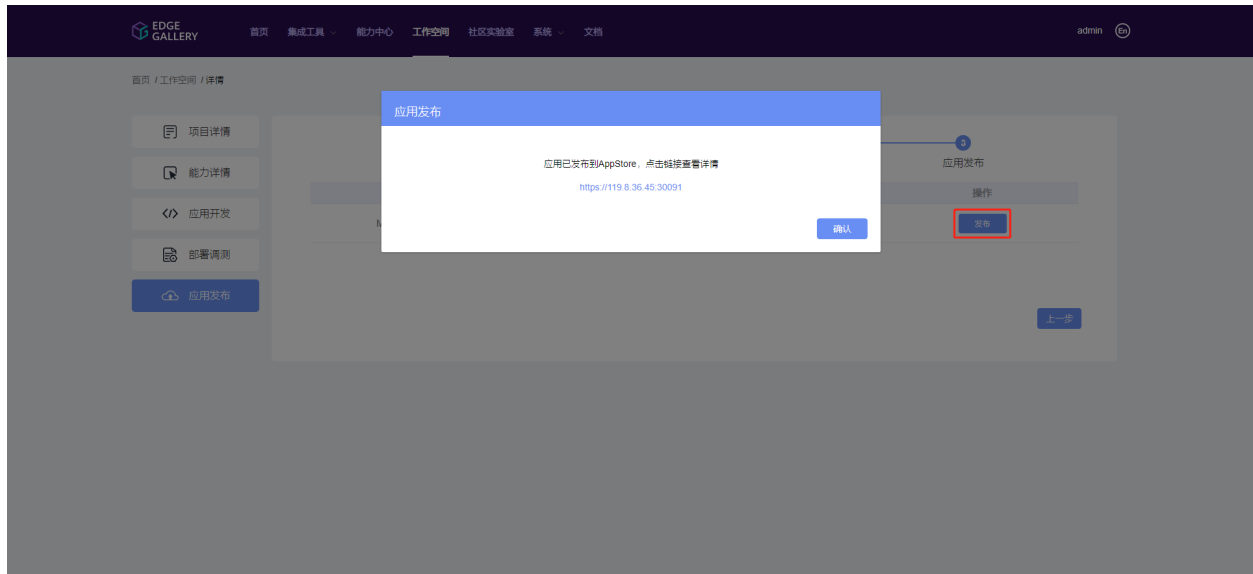 EDGE GALLERY 首页 集成工具 能力中心 工作空间 社区实验室 系统 文档 admin En
首页 / 工作空间 / 详情
应用发布
项目详情
3
应用已发布到AppStore，点击链接查看详情
应用发布
能力详情
https://119.8.36.45:30091
操作
应用开发
M
确认
发布
部署调测
应用发布
上一步